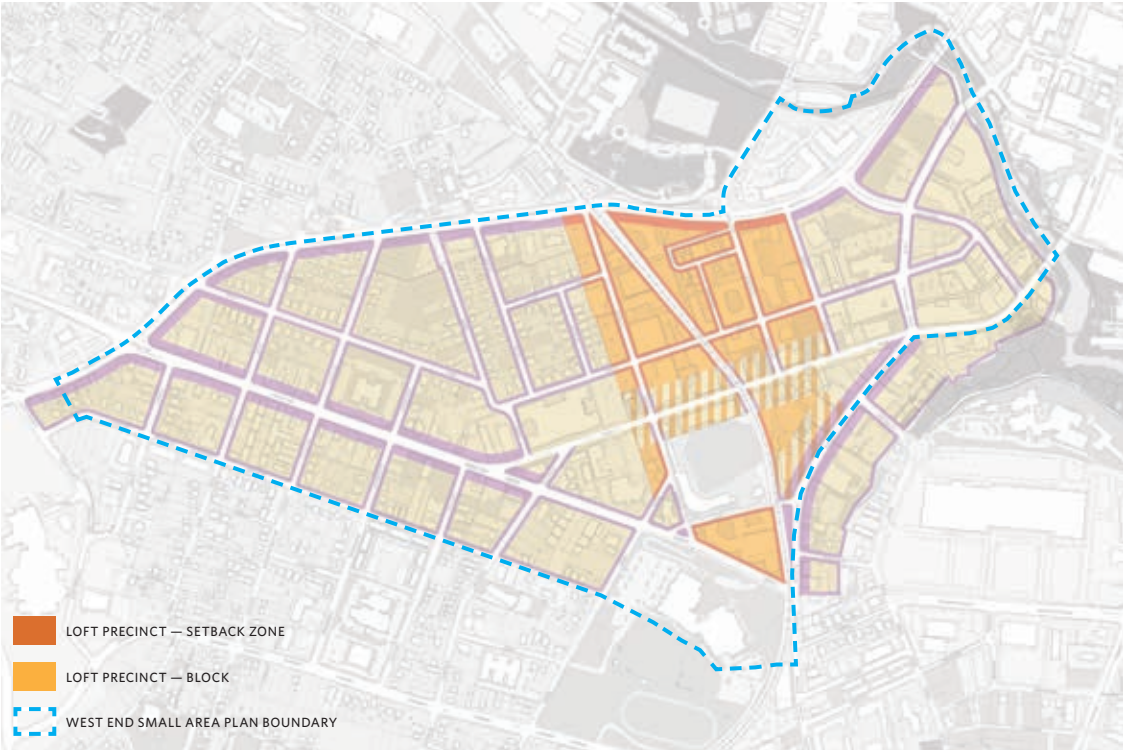 LOFT PRECINCT — SETBACK ZONE
LOFT PRECINCT — BLOCK
WEST END SMALL AREA PLAN BOUNDARY